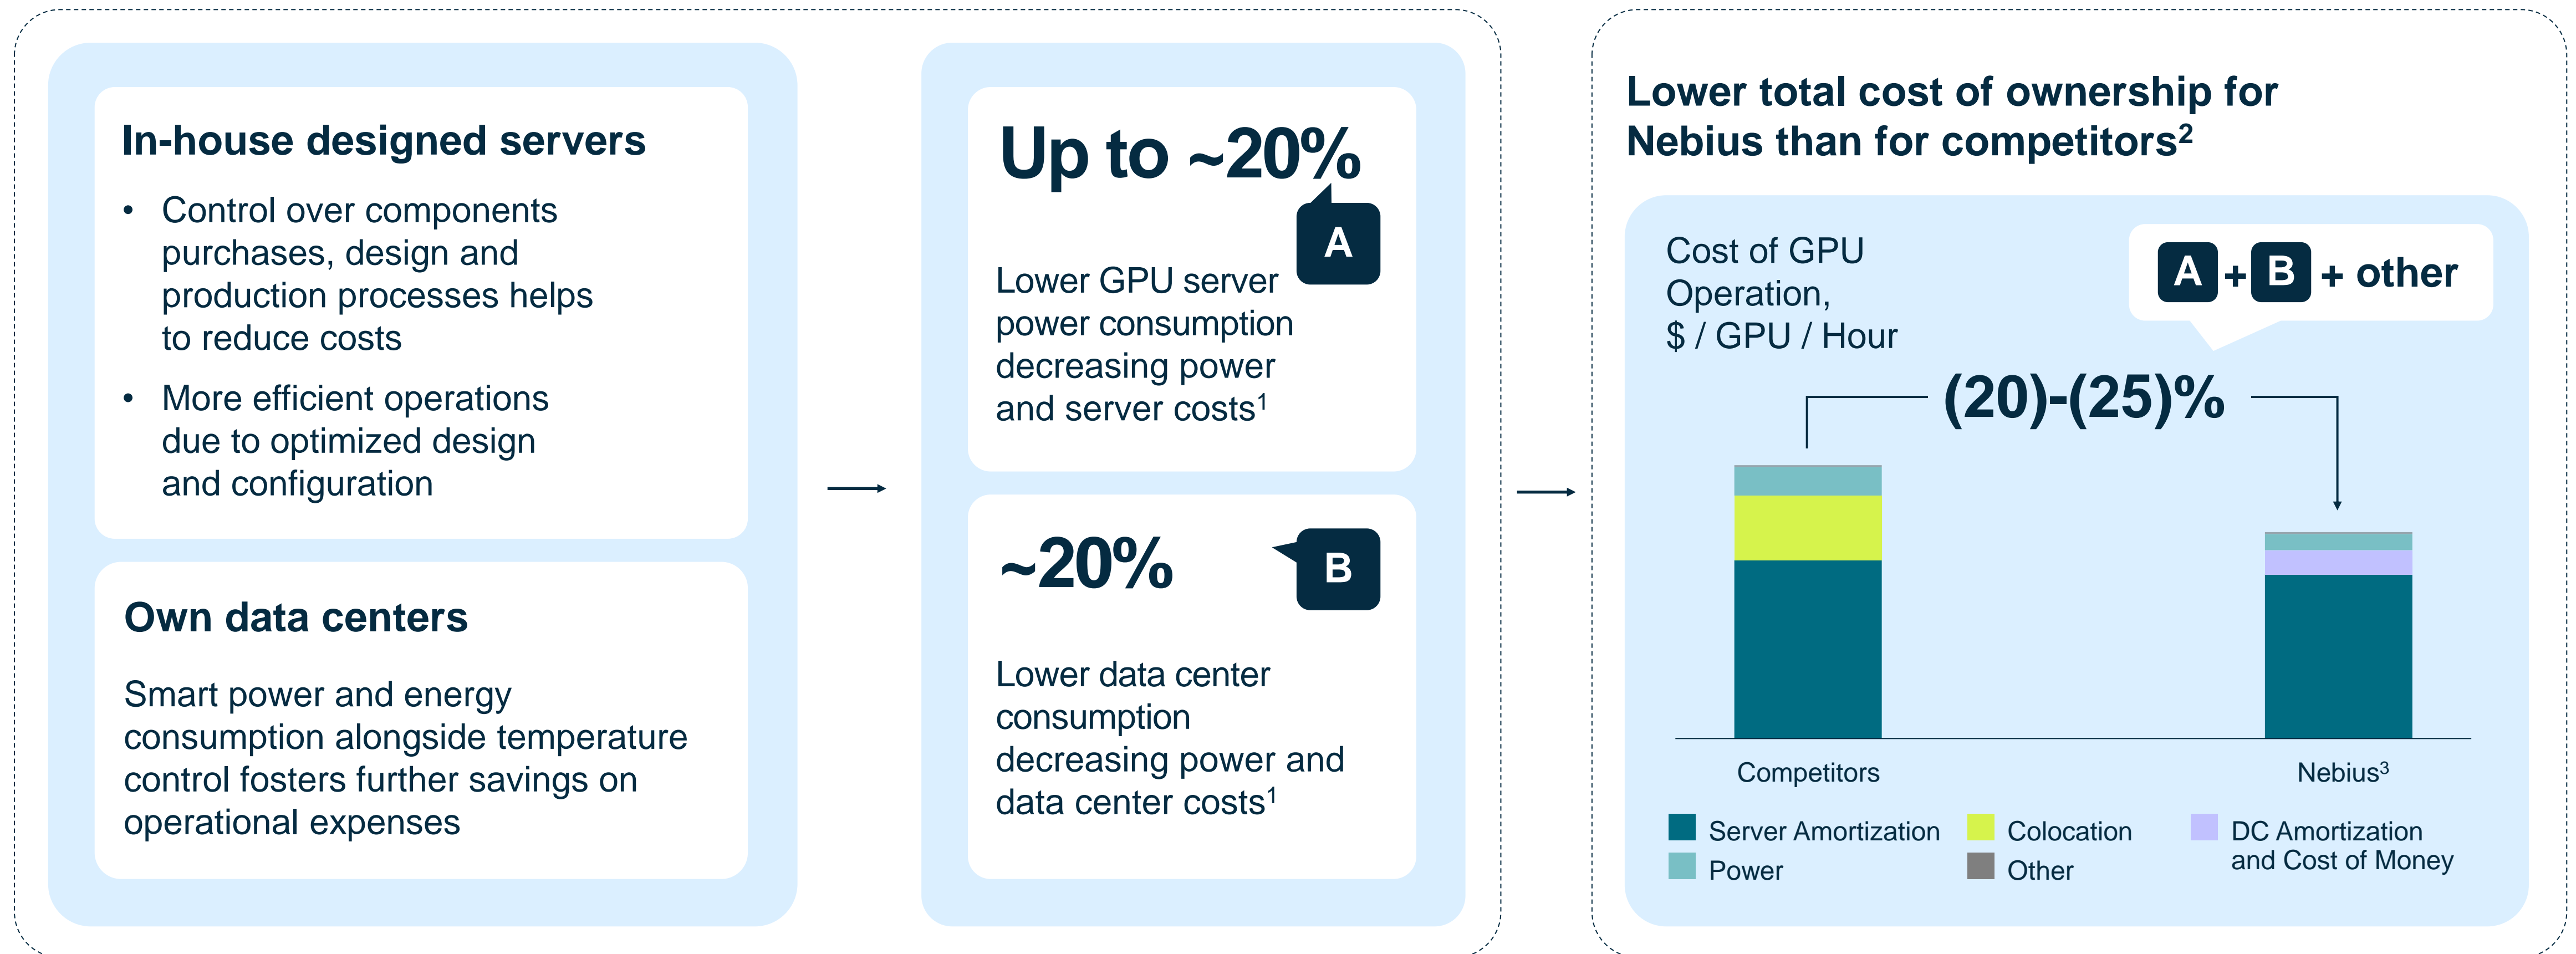 In-house designed servers
• Control over components
purchases, design and
production processes helps
to reduce costs
• More efficient operations
due to optimized design
and configuration
Own data centers
Smart power and energy
consumption alongside temperature
control fosters further savings on
operational expenses
Up to ~20%
A
Lower GPU server
power consumption
decreasing power
and server costs¹
~20%
B
Lower data center
consumption
decreasing power and
data center costs¹
Lower total cost of ownership for
Nebius than for competitors²
Cost of GPU
Operation,
$ / GPU / Hour
A + B + other
(20)-(25)%
Competitors
Nebius³
Server Amortization
Power
Colocation
Other
DC Amortization
and Cost of Money